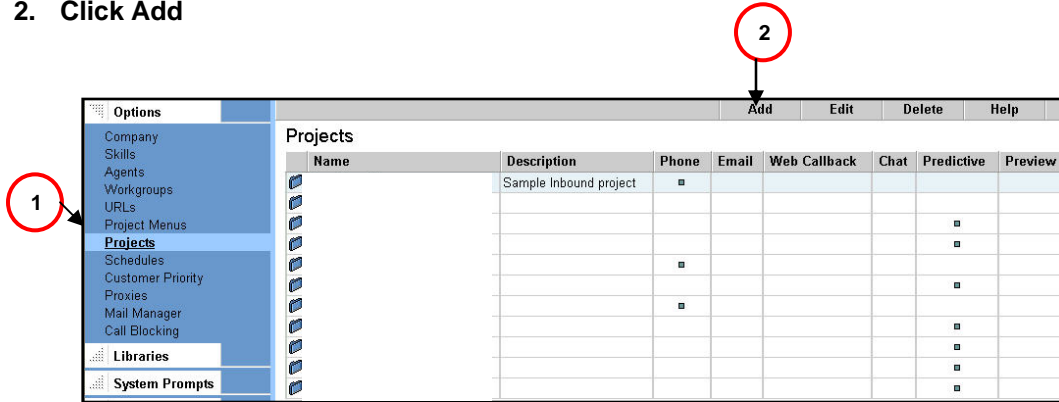 2. Click Add
2
Options
Add Edit Delete Help
Company
Skills
Agents
Workgroups
URLs
Project Menus
Projects
Schedules
Customer Priority
Proxies
Mail Manager
Call Blocking
Libraries
System Prompts
1
Projects
Name Description Phone Email Web Callback Chat Predictive Preview
Sample Inbound project